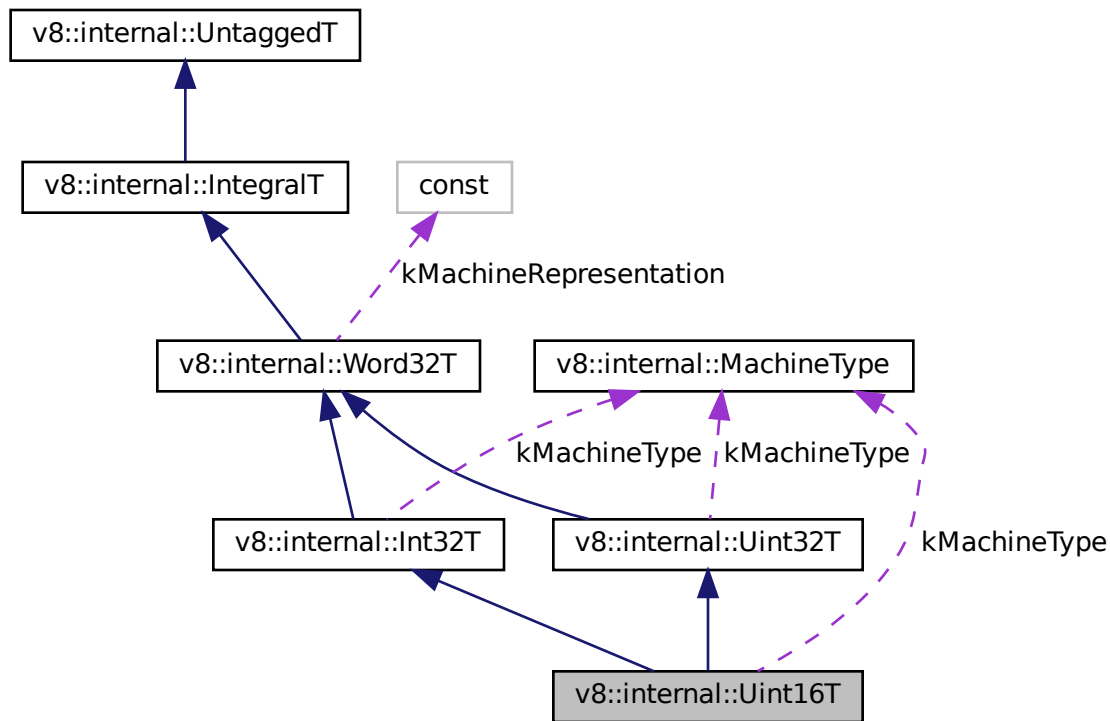 v8::internal::UntaggedT
v8::internal::IntegralT
const
kMachineRepresentation
v8::internal::Word32T
v8::internal::MachineType
kMachineType
kMachineType
v8::internal::Int32T
v8::internal::Uint32T
kMachineType
v8::internal::Uint16T